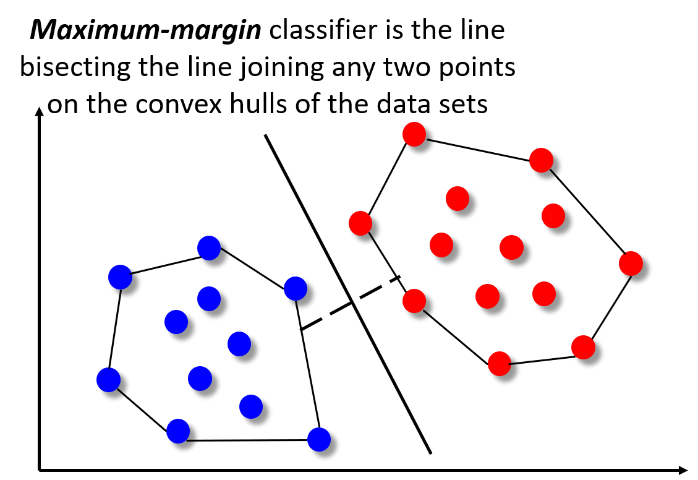 Maximum-margin classifier is the line
bisecting the line joining any two points
on the convex hulls of the data sets